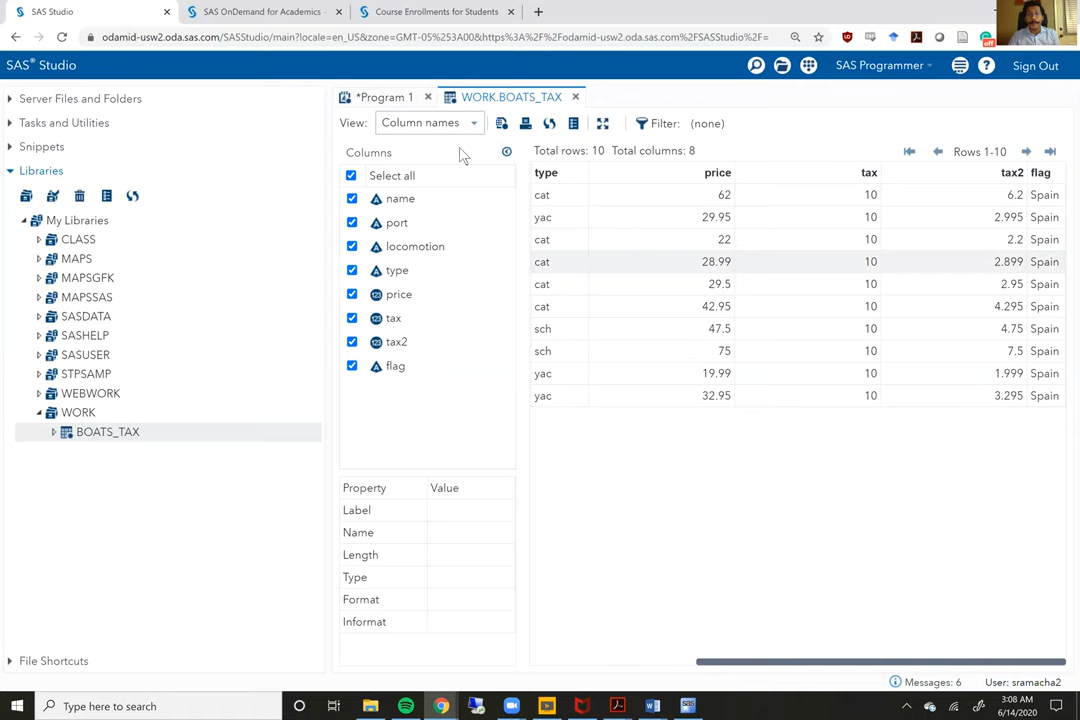 SAS Studio
SAS OnDemand for Academics -
Course Enrollments for Students
odamid-usw2.oda.sas.com/SASStudio/main?locale=en_US&zone=GMT-05%253A00&https%3A%2F%2Fodamid-usw2.oda.sas.com%2FSASStudio%2F=
off
SAS® Studio
SAS Programmer
Sign Out
Server Files and Folders
Tasks and Utilities
Snippets
Libraries
My Libraries
CLASS
MAPS
MAPSGFK
MAPSSAS
SASDATA
SASHELP
SASUSER
STPSAMP
WEBWORK
WORK
BOATS_TAX
File Shortcuts
*Program 1
WORK.BOATS_TAX
View: Column names
Filter: (none)
Columns
Select all
name
port
locomotion
type
price
tax
tax2
flag
Property Value
Label
Name
Length
Type
Format
Informat
Total rows: 10 Total columns: 8
Rows 1-10
type price tax tax2 flag
cat 62 10 6.2 Spain
yac 29.95 10 2.995 Spain
cat 22 10 2.2 Spain
cat 28.99 10 2.899 Spain
cat 29.5 10 2.95 Spain
cat 42.95 10 4.295 Spain
sch 47.5 10 4.75 Spain
sch 75 10 7.5 Spain
yac 19.99 10 1.999 Spain
yac 32.95 10 3.295 Spain
Messages: 6
User: sramacha2
Type here to search
3:08 AM
6/14/2020